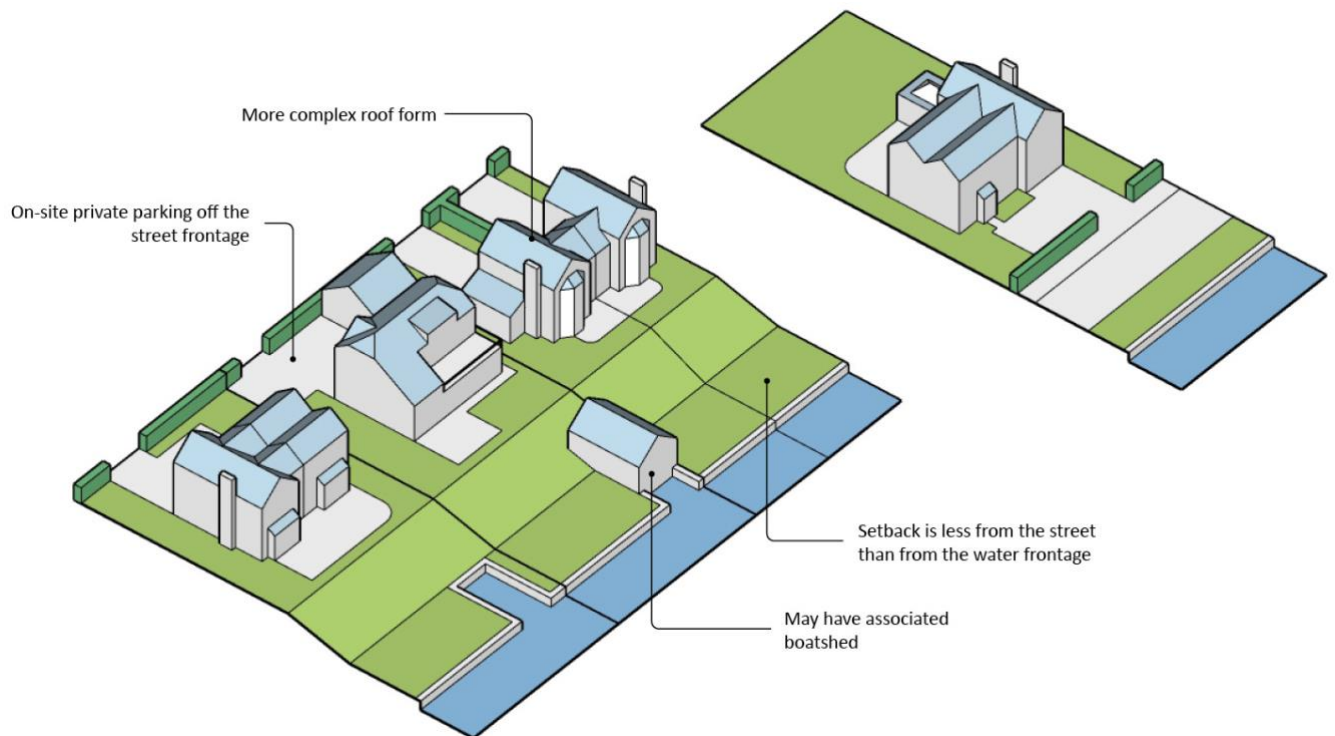 More complex roof form
On-site private parking off the
street frontage
Setback is less from the street
than from the water frontage
May have associated
boatshed